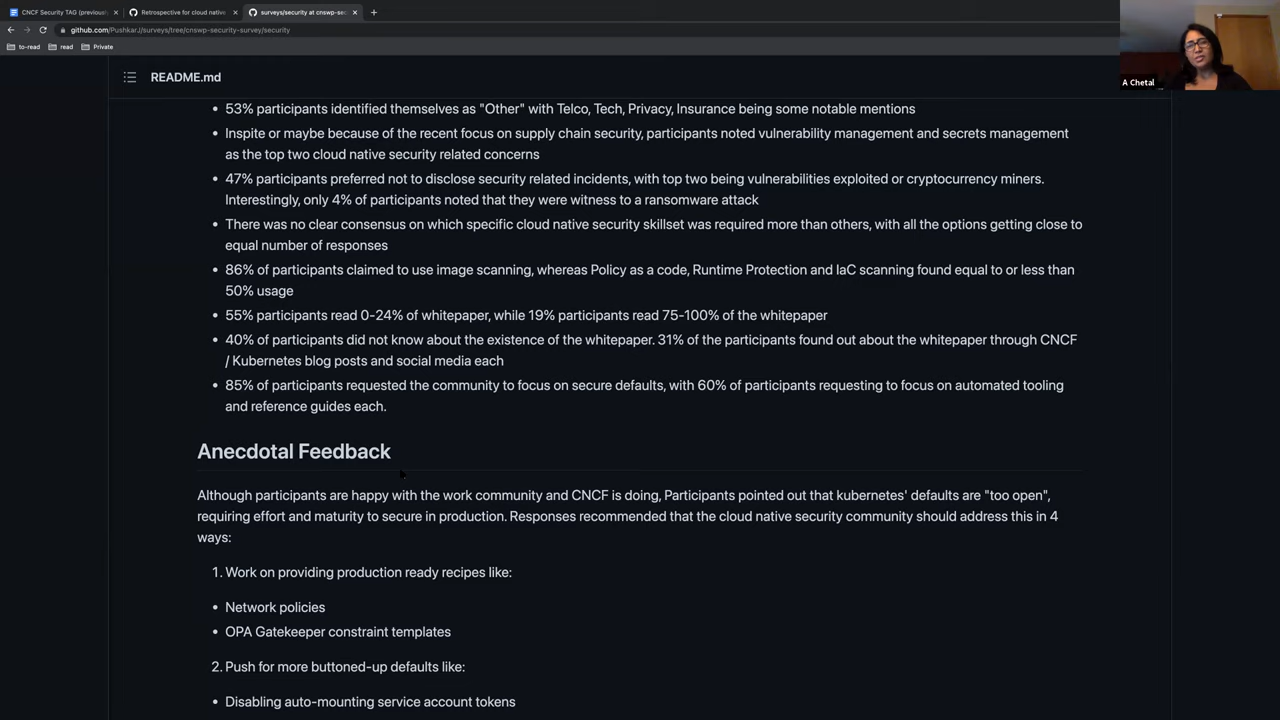 CNCF Security TAG (previously
Retrospective for cloud native
surveys/security at cnswp-sec
github.com/PushkarJ/surveys/tree/cnswp-security-survey/security
to-read
read
Private
A Chetal
README.md
• 53% participants identified themselves as "Other" with Telco, Tech, Privacy, Insurance being some notable mentions
• Inspite or maybe because of the recent focus on supply chain security, participants noted vulnerability management and secrets management
as the top two cloud native security related concerns
• 47% participants preferred not to disclose security related incidents, with top two being vulnerabilities exploited or cryptocurrency miners.
Interestingly, only 4% of participants noted that they were witness to a ransomware attack
• There was no clear consensus on which specific cloud native security skillset was required more than others, with all the options getting close to
equal number of responses
• 86% of participants claimed to use image scanning, whereas Policy as a code, Runtime Protection and IaC scanning found equal to or less than
50% usage
• 55% participants read 0-24% of whitepaper, while 19% participants read 75-100% of the whitepaper
• 40% of participants did not know about the existence of the whitepaper. 31% of the participants found out about the whitepaper through CNCF
/ Kubernetes blog posts and social media each
• 85% of participants requested the community to focus on secure defaults, with 60% of participants requesting to focus on automated tooling
and reference guides each.
Anecdotal Feedback
Although participants are happy with the work community and CNCF is doing, Participants pointed out that kubernetes' defaults are "too open",
requiring effort and maturity to secure in production. Responses recommended that the cloud native security community should address this in 4
ways:
1. Work on providing production ready recipes like:
• Network policies
• OPA Gatekeeper constraint templates
2. Push for more buttoned-up defaults like:
• Disabling auto-mounting service account tokens